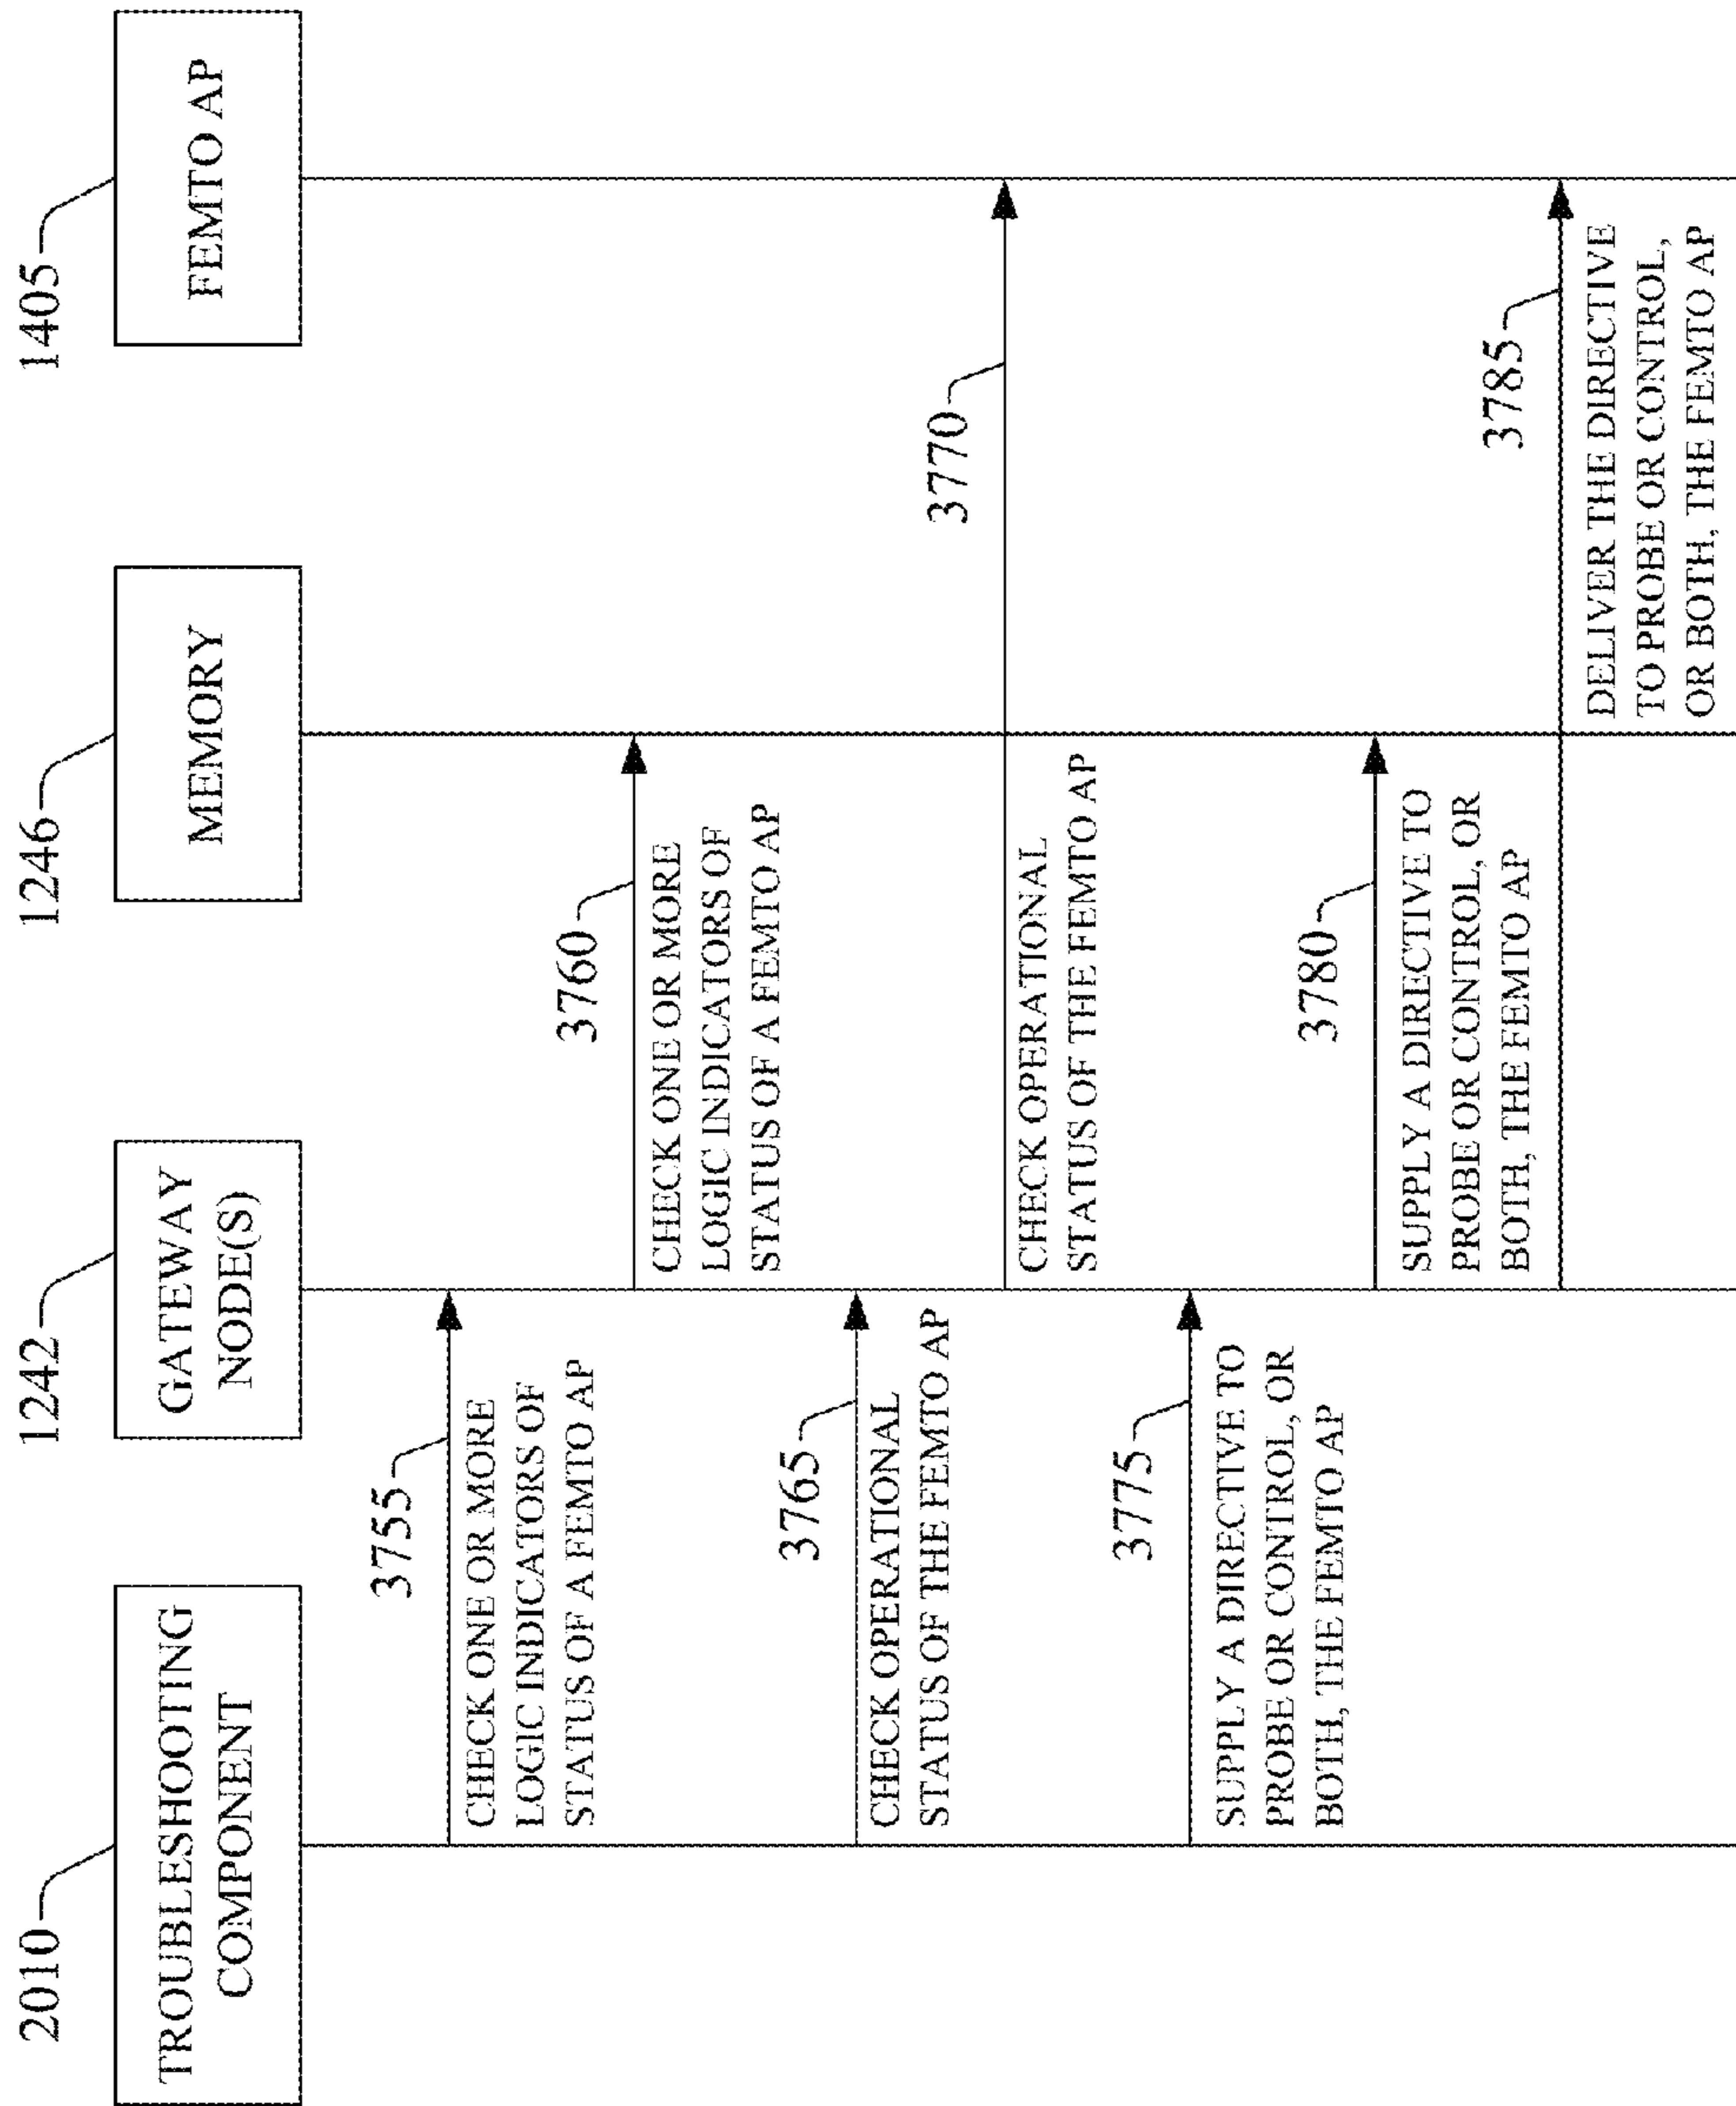 2010
TROUBLESHOOTING
COMPONENT
1242
GATEWAY
NODE(S)
1246
MEMORY
1405
FEMTO AP
3755
CHECK ONE OR MORE
LOGIC INDICATORS OF
STATUS OF A FEMTO AP
3760
CHECK ONE OR MORE
LOGIC INDICATORS OF
STATUS OF A FEMTO AP
3765
CHECK OPERATIONAL
STATUS OF THE FEMTO AP
3770
CHECK OPERATIONAL
STATUS OF THE FEMTO AP
3775
SUPPLY A DIRECTIVE TO
PROBE OR CONTROL, OR
BOTH, THE FEMTO AP
3780
SUPPLY A DIRECTIVE TO
PROBE OR CONTROL, OR
BOTH, THE FEMTO AP
3785
DELIVER THE DIRECTIVE
TO PROBE OR CONTROL,
OR BOTH, THE FEMTO AP